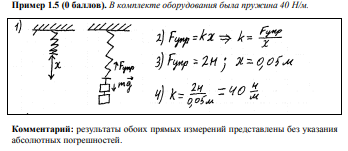 Пример 1.5 (0 баллов). В комплекте оборудования была пружина 40 Н/м.
1)
x
Fупр
mg
2) Fупр = kx ⇒ k = Fупр/x
3) Fупр = 2Н ; x = 0,05м
4) k = 2Н/0,05м = 40 Н/м
Комментарий: результаты обоих прямых измерений представлены без указания
абсолютных погрешностей.